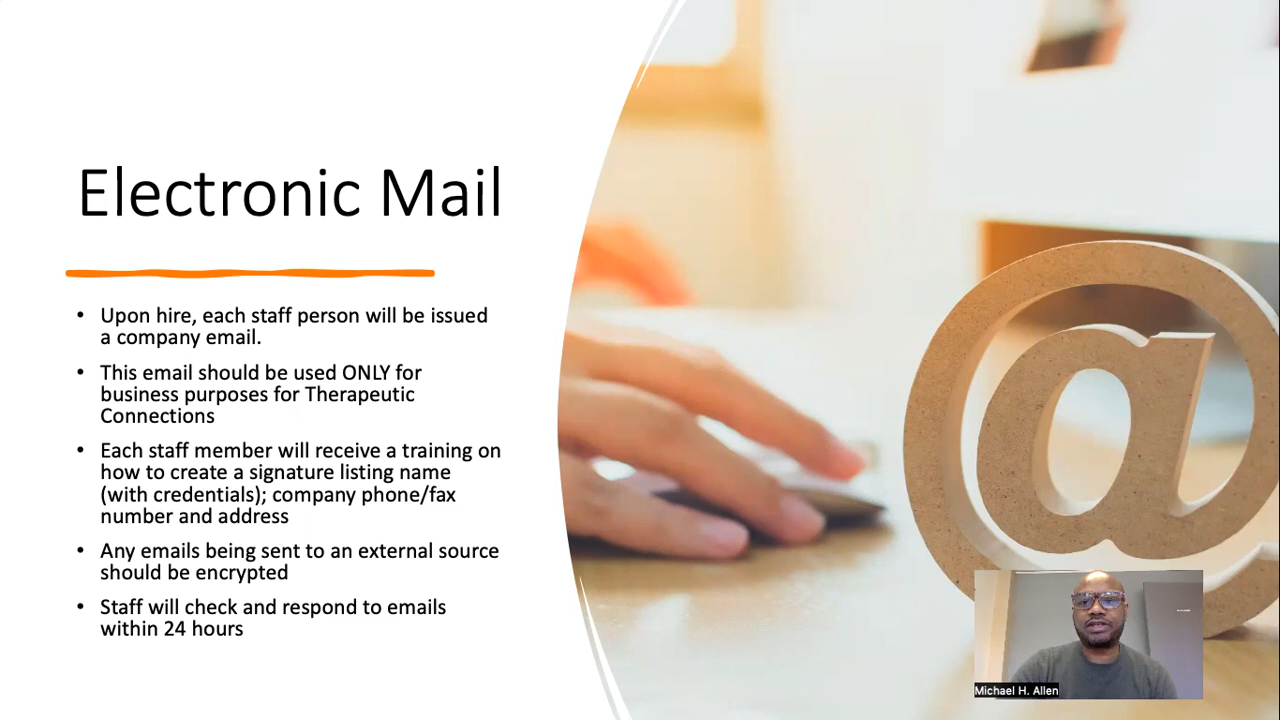 Electronic Mail
• Upon hire, each staff person will be issued
a company email.
• This email should be used ONLY for
business purposes for Therapeutic
Connections
• Each staff member will receive a training on
how to create a signature listing name
(with credentials); company phone/fax
number and address
• Any emails being sent to an external source
should be encrypted
• Staff will check and respond to emails
within 24 hours
@
Michael H. Allen